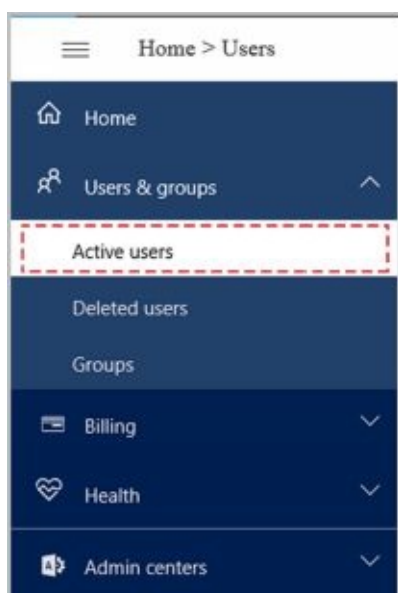 Home > Users
Home
Users & groups
Active users
Deleted users
Groups
Billing
Health
Admin centers